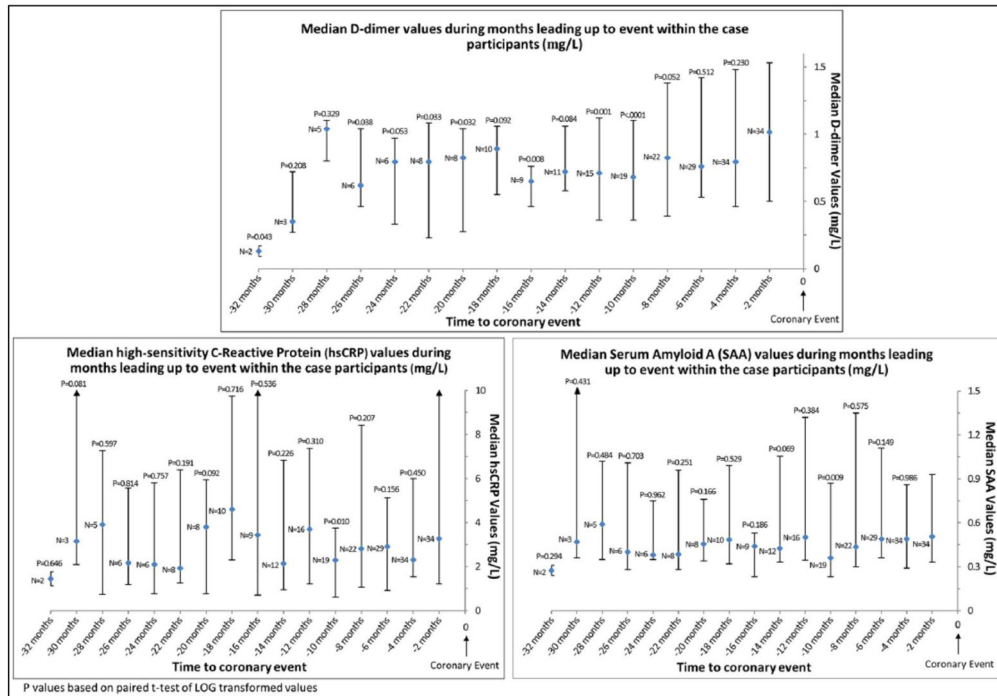 Median D-dimer values during months leading up to event within the case
participants (mg/L)
1.5
1
0.5
0
Median D-dimer Values (mg/L)
P=0.043
P=0.208
P=0.329
P=0.038
P=0.053
P=0.033
P=0.032
P=0.092
P=0.008
P=0.084
P=0.001
P<.0001
P=0.052
P=0.512
P=0.230
N=2
N=3
N=5
N=6
N=6
N=8
N=8
N=10
N=9
N=11
N=15
N=19
N=22
N=29
N=34
N=34
-32 months
-30 months
-28 months
-26 months
-24 months
-22 months
-20 months
-18 months
-16 months
-14 months
-12 months
-10 months
-8 months
-6 months
-4 months
-2 months
0
Time to coronary event
Coronary Event
Median high-sensitivity C-Reactive Protein (hsCRP) values during
months leading up to event within the case participants (mg/L)
10
8
6
4
2
0
Median hsCRP Values (mg/L)
P=0.646
P=0.081
P=0.597
P=0.814
P=0.757
P=0.191
P=0.092
P=0.716
P=0.536
P=0.226
P=0.310
P=0.010
P=0.207
P=0.156
P=0.450
N=2
N=3
N=5
N=6
N=6
N=8
N=8
N=10
N=9
N=12
N=16
N=19
N=22
N=29
N=34
N=34
-32 months
-30 months
-28 months
-26 months
-24 months
-22 months
-20 months
-18 months
-16 months
-14 months
-12 months
-10 months
-8 months
-6 months
-4 months
-2 months
0
Time to coronary event
Coronary Event
Median Serum Amyloid A (SAA) values during months leading
up to event within the case participants (mg/L)
1.5
1.2
0.9
0.6
0.3
0
Median SAA Values (mg/L)
P=0.294
P=0.431
P=0.484
P=0.703
P=0.962
P=0.251
P=0.166
P=0.529
P=0.186
P=0.069
P=0.384
P=0.009
P=0.575
P=0.149
P=0.986
N=2
N=3
N=5
N=6
N=6
N=8
N=8
N=10
N=9
N=12
N=16
N=19
N=22
N=29
N=34
N=34
-32 months
-30 months
-28 months
-26 months
-24 months
-22 months
-20 months
-18 months
-16 months
-14 months
-12 months
-10 months
-8 months
-6 months
-4 months
-2 months
0
Time to coronary event
Coronary Event
P values based on paired t-test of LOG transformed values